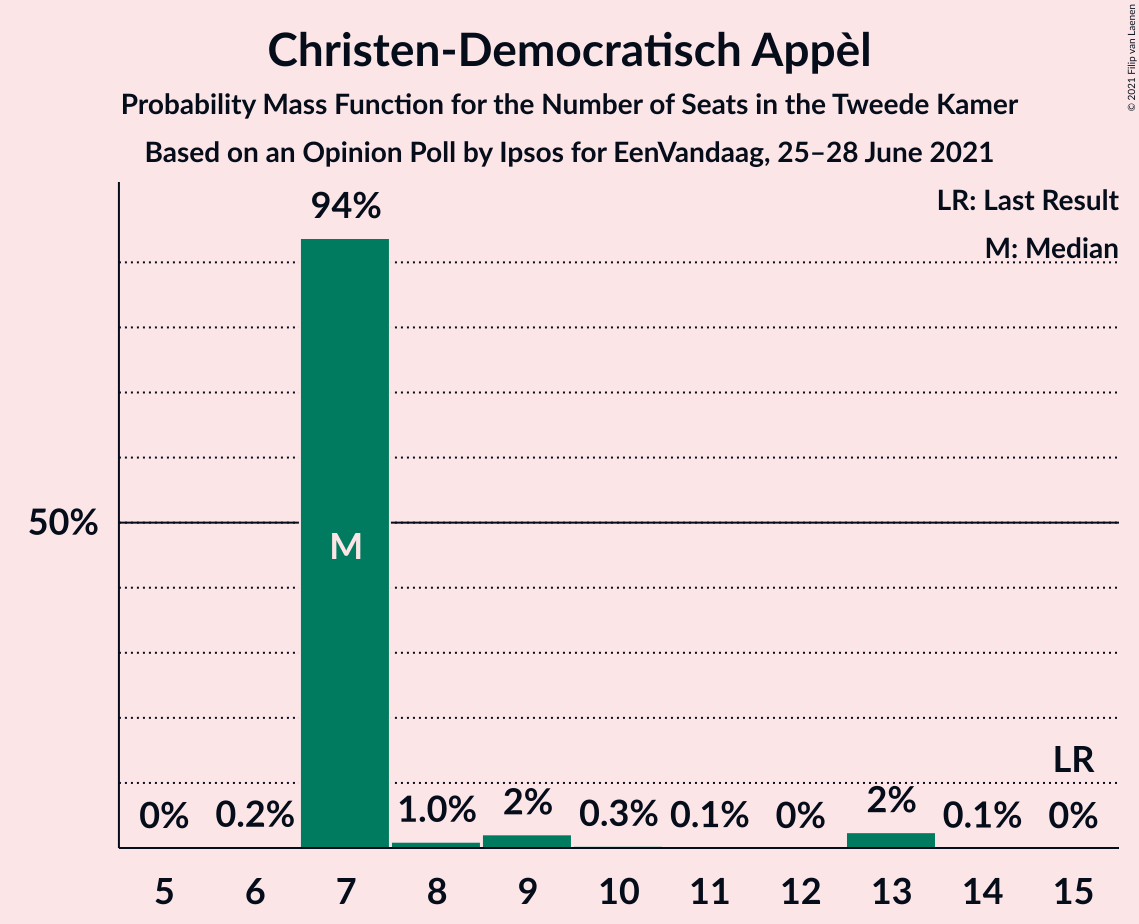 Christen-Democratisch Appèl
Probability Mass Function for the Number of Seats in the Tweede Kamer
Based on an Opinion Poll by Ipsos for EenVandaag, 25–28 June 2021
© 2021 Filip van Laenen
LR: Last Result
M: Median
94%
50%
M
LR
0% 0.2% 1.0% 2% 0.3% 0.1% 0% 2% 0.1% 0%
5 6 7 8 9 10 11 12 13 14 15